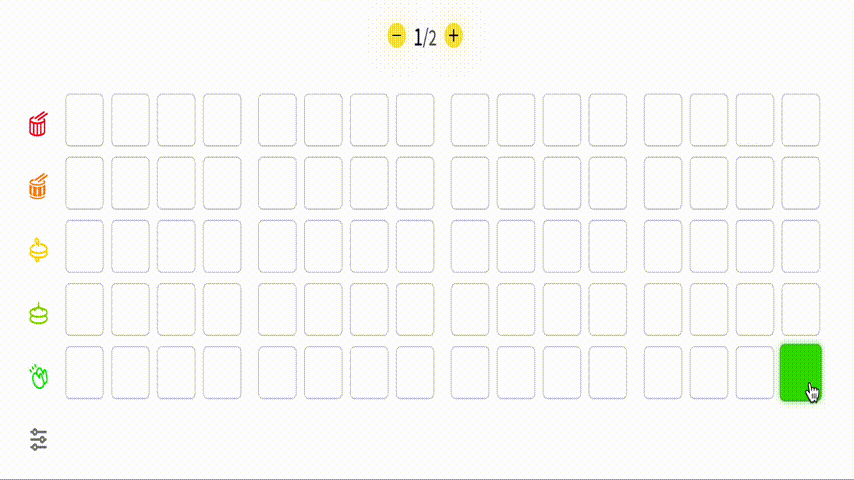 − 1/2 +